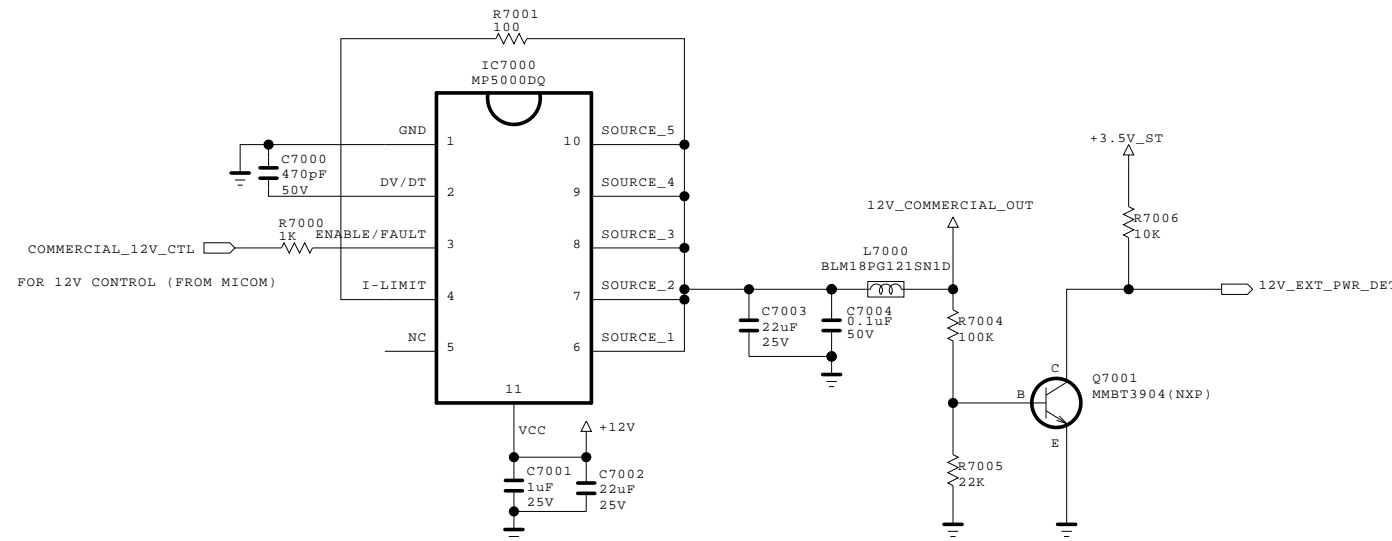 R7001
100
IC7000
MP5000DQ
GND
1
C7000
470pF
50V
DV/DT
2
R7000
1K
ENABLE/FAULT
3
COMMERCIAL_12V_CTL
FOR 12V CONTROL (FROM MICOM)
I-LIMIT
4
NC
5
10
SOURCE_5
9
SOURCE_4
8
SOURCE_3
7
SOURCE_2
6
SOURCE_1
11
VCC
+12V
C7001
1uF
25V
C7002
22uF
25V
C7003
22uF
25V
C7004
0.1uF
50V
L7000
BLM18PG121SN1D
12V_COMMERCIAL_OUT
R7004
100K
R7005
22K
+3.5V_ST
R7006
10K
12V_EXT_PWR_DET
C
B
E
Q7001
MMBT3904(NXP)